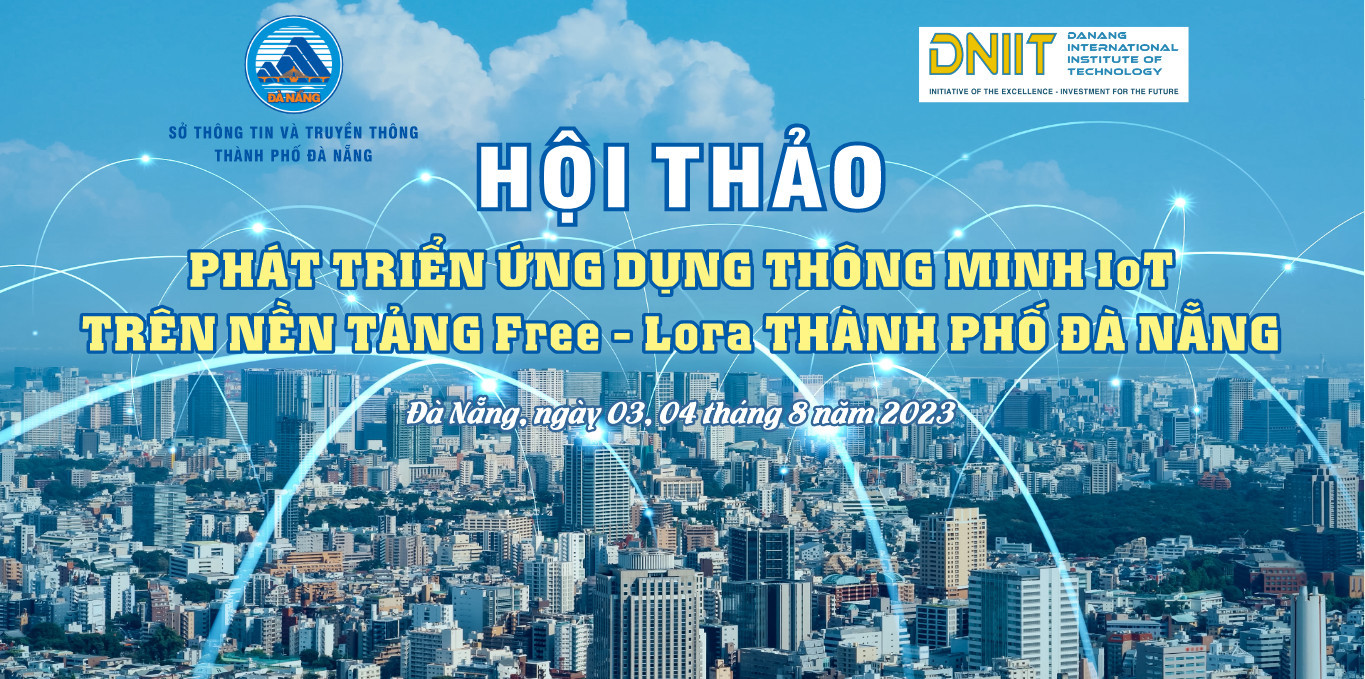 ĐÀ NẴNG
SỞ THÔNG TIN VÀ TRUYỀN THÔNG
THÀNH PHỐ ĐÀ NẴNG
DNIIT
DANANG
INTERNATIONAL
INSTITUTE OF
TECHNOLOGY
INITIATIVE OF THE EXCELLENCE - INVESTMENT FOR THE FUTURE
HỘI THẢO
PHÁT TRIỂN ỨNG DỤNG THÔNG MINH IoT
TRÊN NỀN TẢNG Free - Lora THÀNH PHỐ ĐÀ NẴNG
Đà Nẵng, ngày 03, 04 tháng 8 năm 2023